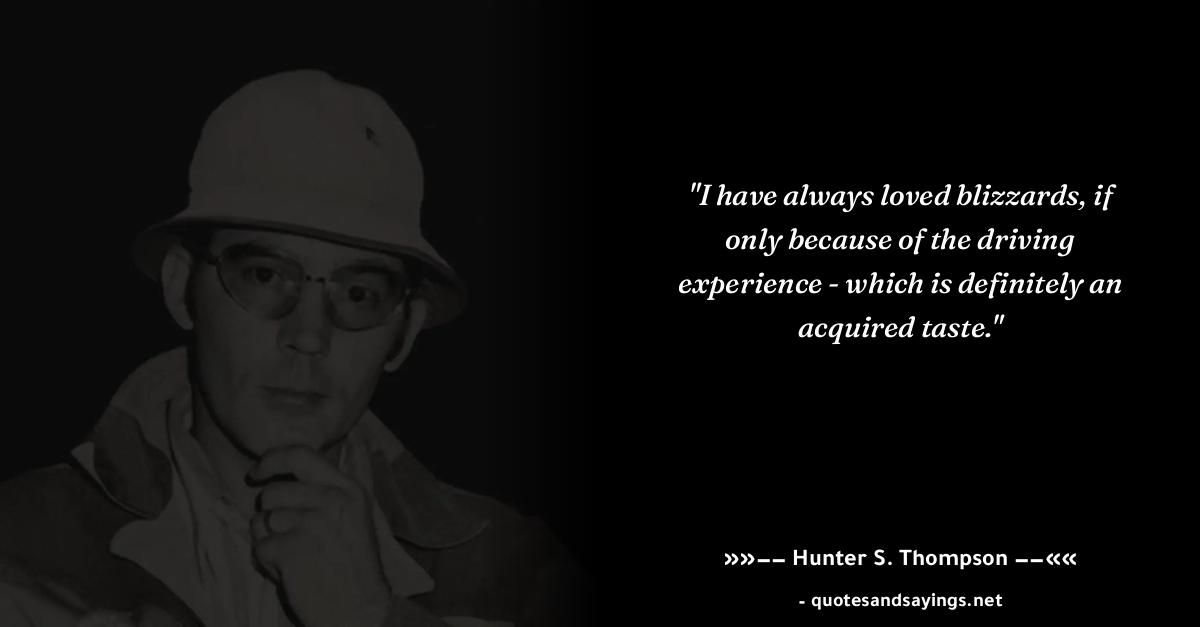 "I have always loved blizzards, if
only because of the driving
experience - which is definitely an
acquired taste."
»»−− Hunter S. Thompson −−««
- quotesandsayings.net